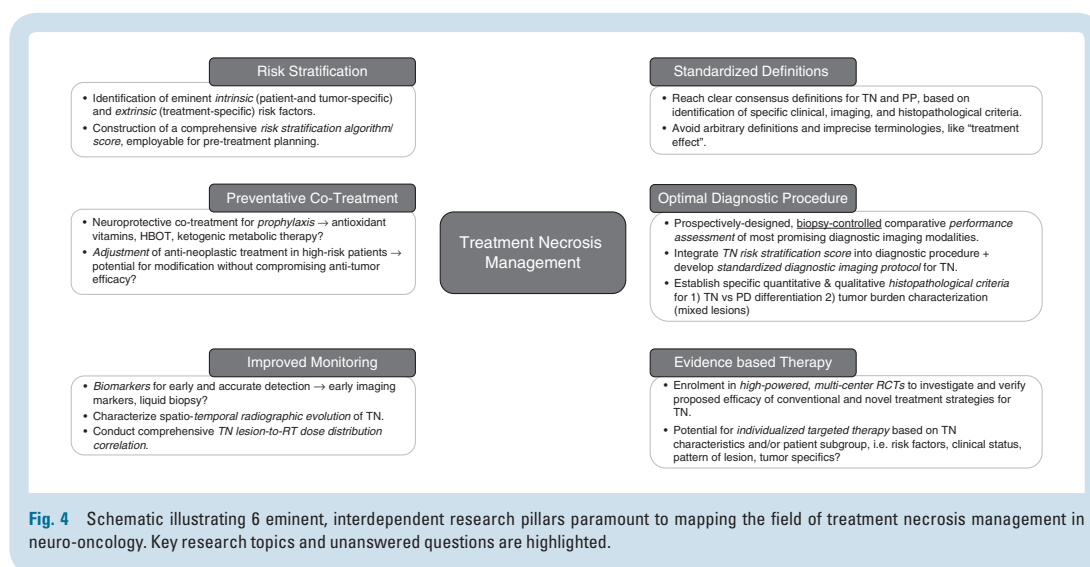 Risk Stratification
• Identification of eminent intrinsic (patient-and tumor-specific)
and extrinsic (treatment-specific) risk factors.
• Construction of a comprehensive risk stratification algorithm/
score, employable for pre-treatment planning.
Preventative Co-Treatment
• Neuroprotective co-treatment for prophylaxis → antioxidant
vitamins, HBOT, ketogenic metabolic therapy?
• Adjustment of anti-neoplastic treatment in high-risk patients →
potential for modification without compromising anti-tumor
efficacy?
Improved Monitoring
• Biomarkers for early and accurate detection → early imaging
markers, liquid biopsy?
• Characterize spatio-temporal radiographic evolution of TN.
• Conduct comprehensive TN lesion-to-RT dose distribution
correlation.
Treatment Necrosis
Management
Standardized Definitions
• Reach clear consensus definitions for TN and PP, based on
identification of specific clinical, imaging, and histopathological criteria.
• Avoid arbitrary definitions and imprecise terminologies, like “treatment
effect”.
Optimal Diagnostic Procedure
• Prospectively-designed, biopsy-controlled comparative performance
assessment of most promising diagnostic imaging modalities.
• Integrate TN risk stratification score into diagnostic procedure +
develop standardized diagnostic imaging protocol for TN.
• Establish specific quantitative & qualitative histopathological criteria
for 1) TN vs PD differentiation 2) tumor burden characterization
(mixed lesions)
Evidence based Therapy
• Enrolment in high-powered, multi-center RCTs to investigate and verify
proposed efficacy of conventional and novel treatment strategies for
TN.
• Potential for individualized targeted therapy based on TN
characteristics and/or patient subgroup, i.e. risk factors, clinical status,
pattern of lesion, tumor specifics?
Fig. 4 Schematic illustrating 6 eminent, interdependent research pillars paramount to mapping the field of treatment necrosis management in
neuro-oncology. Key research topics and unanswered questions are highlighted.